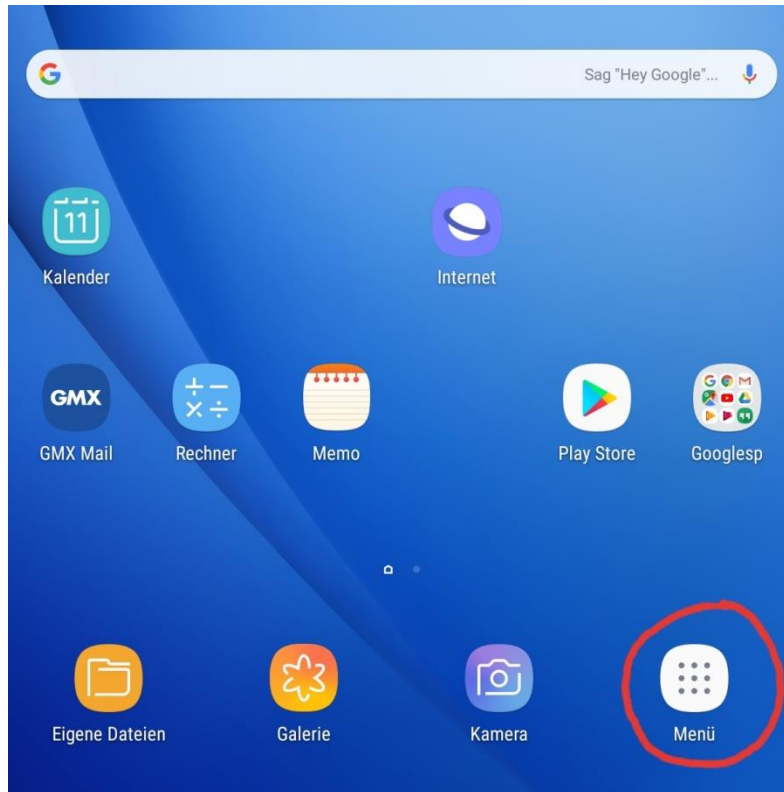 Sag "Hey Google"...
11
Kalender
Internet
GMX
GMX Mail
Rechner
Memo
Play Store
Googlesp
Eigene Dateien
Galerie
Kamera
Menü